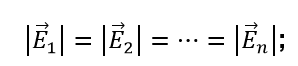 |E⃗₁| = |E⃗₂| = ⋯ = |E⃗ₙ|;